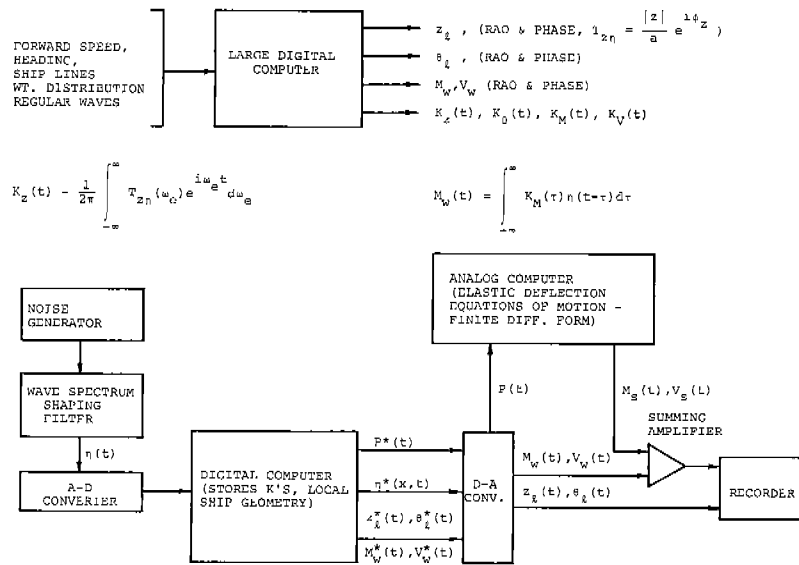 FORWARD SPEED,
HEADING,
SHIP LINES
WT. DISTRIBUTION
REGULAR WAVES
LARGE DIGITAL
COMPUTER
z_ℓ , (RAO & PHASE, T_zη = |z|/a e^iϕ_z )
θ_ℓ , (RAO & PHASE)
M_w,V_w (RAO & PHASE)
K_z(t), K_θ(t), K_M(t), K_V(t)
K_z(t) - 1/2π ∫_-∞^∞ T_zη(ω_e)e^iω_e t dω_e
M_w(t) = ∫_-∞^∞ K_M(τ)η(t-τ)dτ
ANALOG COMPUTER
(ELASTIC DEFLECTION
EQUATIONS OF MOTION -
FINITE DIFF. FORM)
NOISE
GENERATOR
WAVE SPECTRUM
SHAPING
FILTER
η(t)
A-D
CONVERTER
DIGITAL COMPUTER
(STORES K'S, LOCAL
SHIP GEOMETRY)
P*(t)
η*(x,t)
z*_ℓ(t),θ*_ℓ(t)
M*_w(t),V*_w(t)
D-A
CONV.
P(t)
M_s(t),V_s(t)
SUMMING
AMPLIFIER
M_w(t),V_w(t)
z_ℓ(t),θ_ℓ(t)
RECORDER